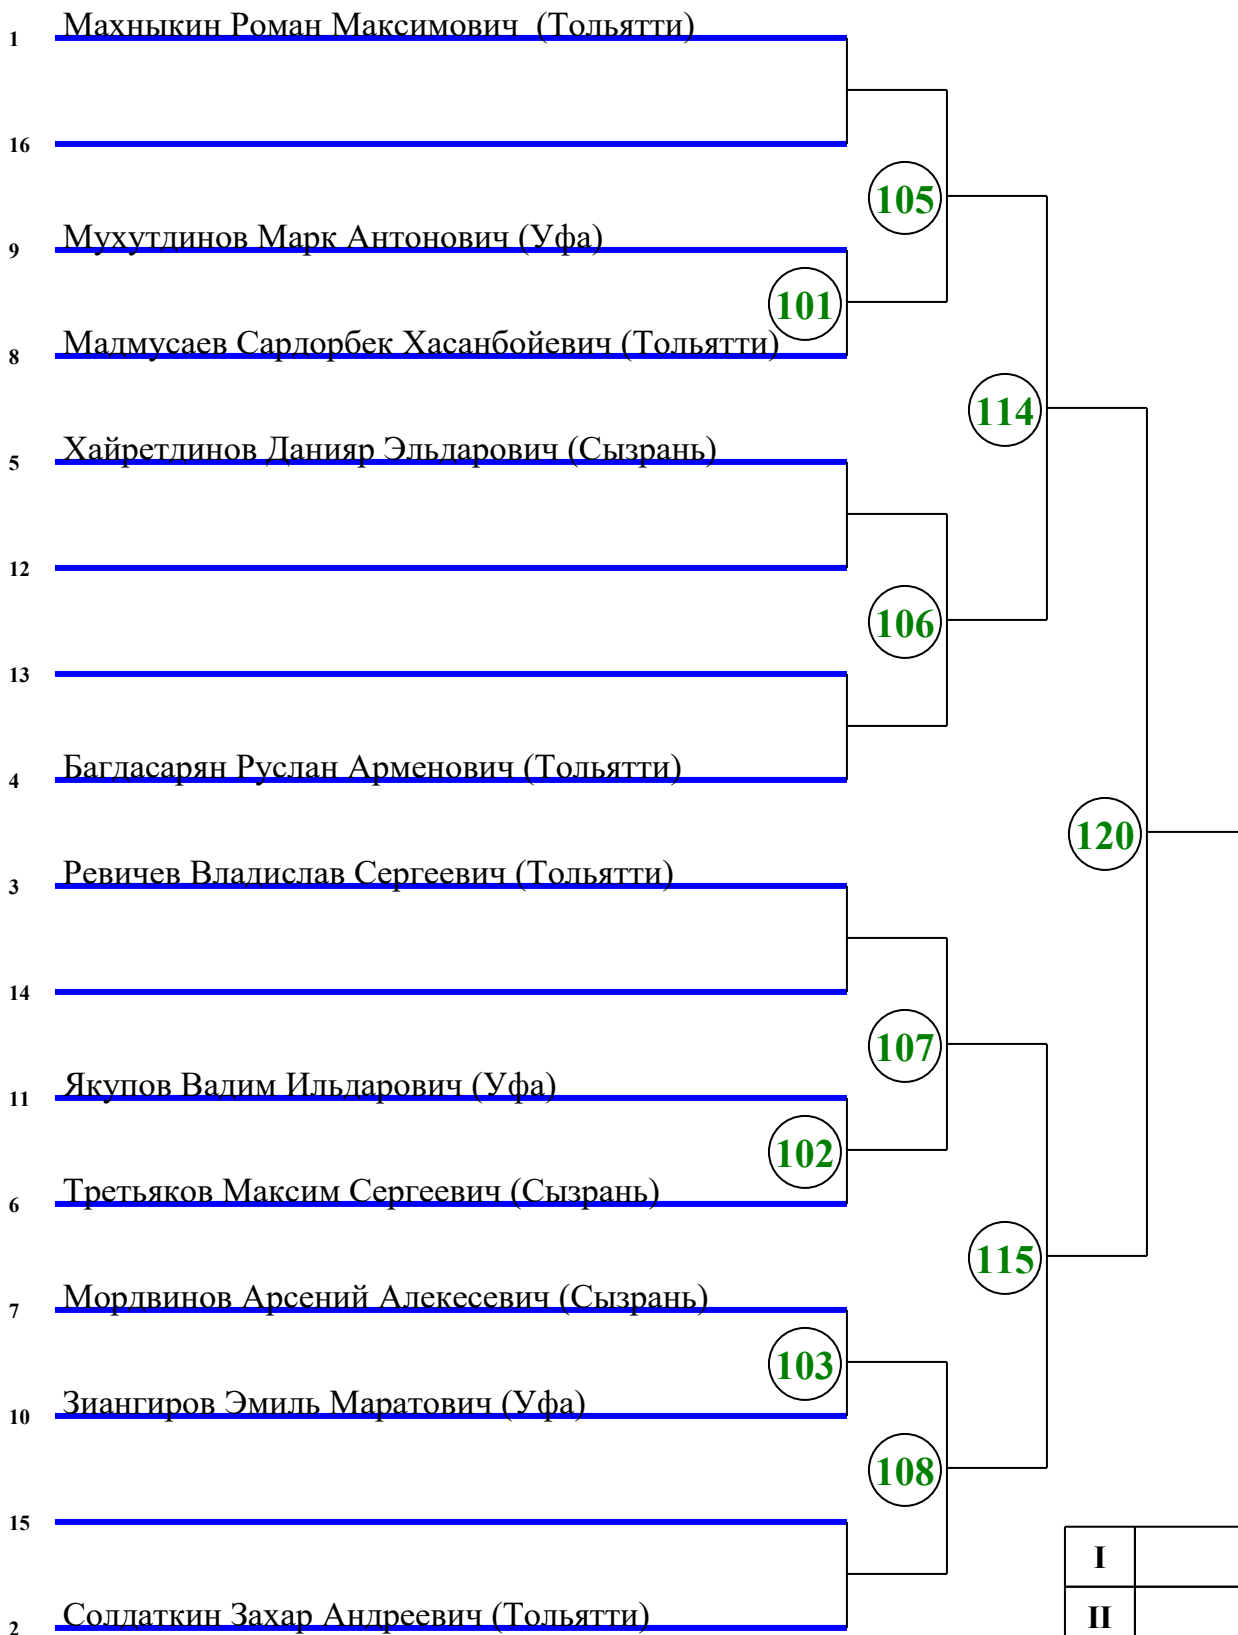 1 Махныкин Роман Максимович (Тольятти)
16
105
9 Мухутдинов Марк Антонович (Уфа)
101
8 Мадмусаев Сардорбек Хасанбойевич (Тольятти)
114
5 Хайретдинов Данияр Эльдарович (Сызрань)
12
106
13
4 Багдасарян Руслан Арменович (Тольятти)
120
3 Ревичев Владислав Сергеевич (Тольятти)
14
107
11 Якупов Вадим Ильдарович (Уфа)
102
6 Третьяков Максим Сергеевич (Сызрань)
115
7 Мордвинов Арсений Алекесевич (Сызрань)
103
10 Зиангиров Эмиль Маратович (Уфа)
108
15
I
2 Солдаткин Захар Андреевич (Тольятти)
II